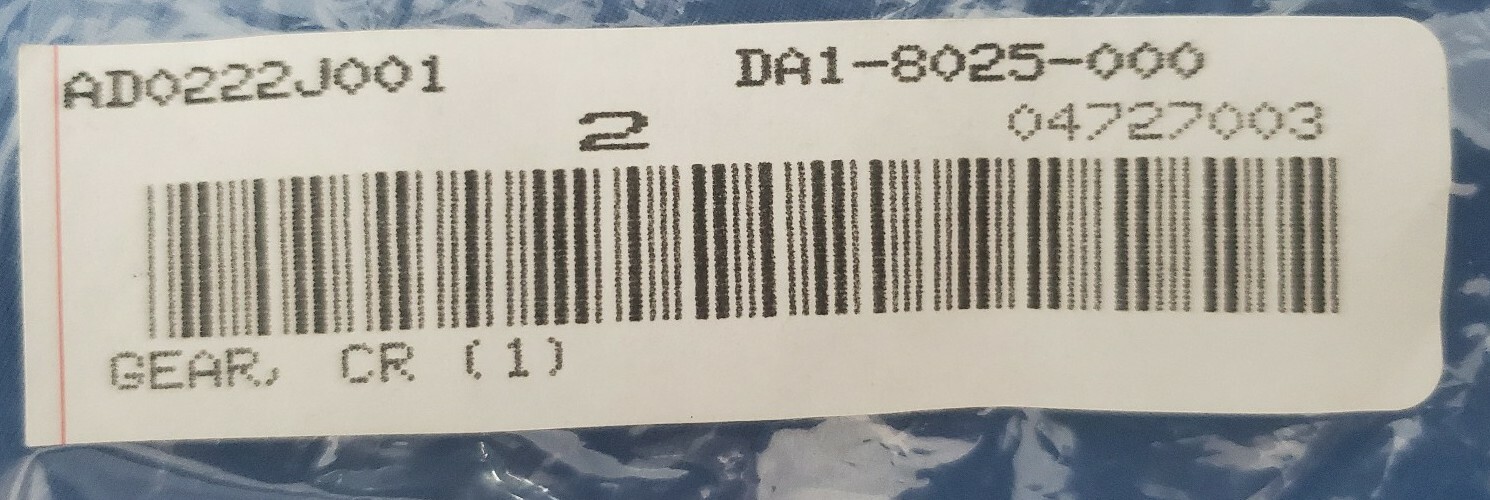 AD0222J001 DA1-8025-000
2 04727003
GEAR, CR (1)